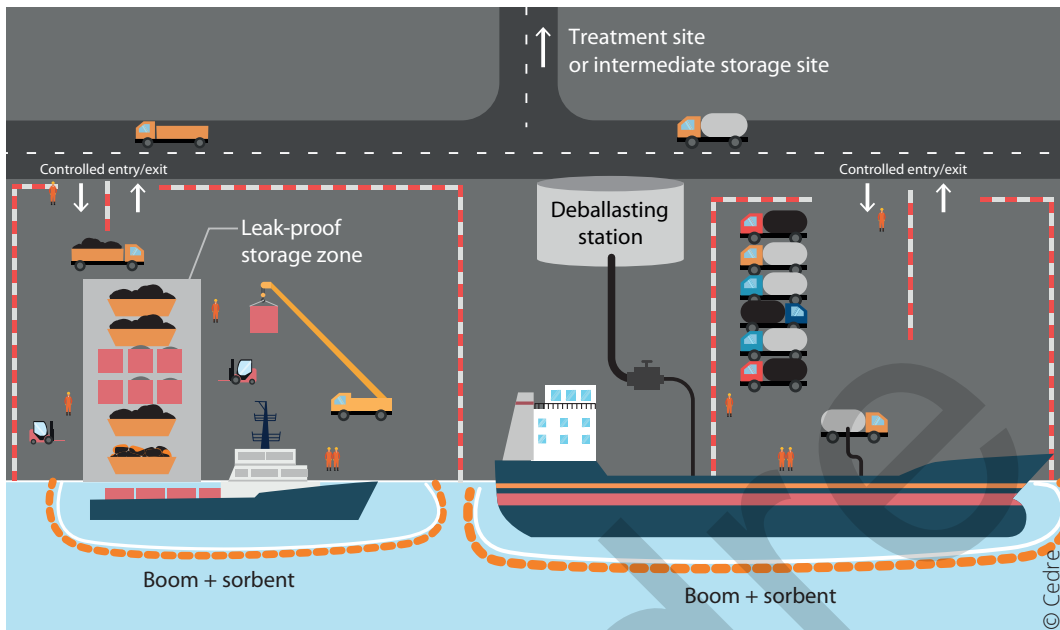 Treatment site
or intermediate storage site
Controlled entry/exit
Controlled entry/exit
Leak-proof
storage zone
Deballasting
station
Boom + sorbent
Boom + sorbent
© Cedre
dre